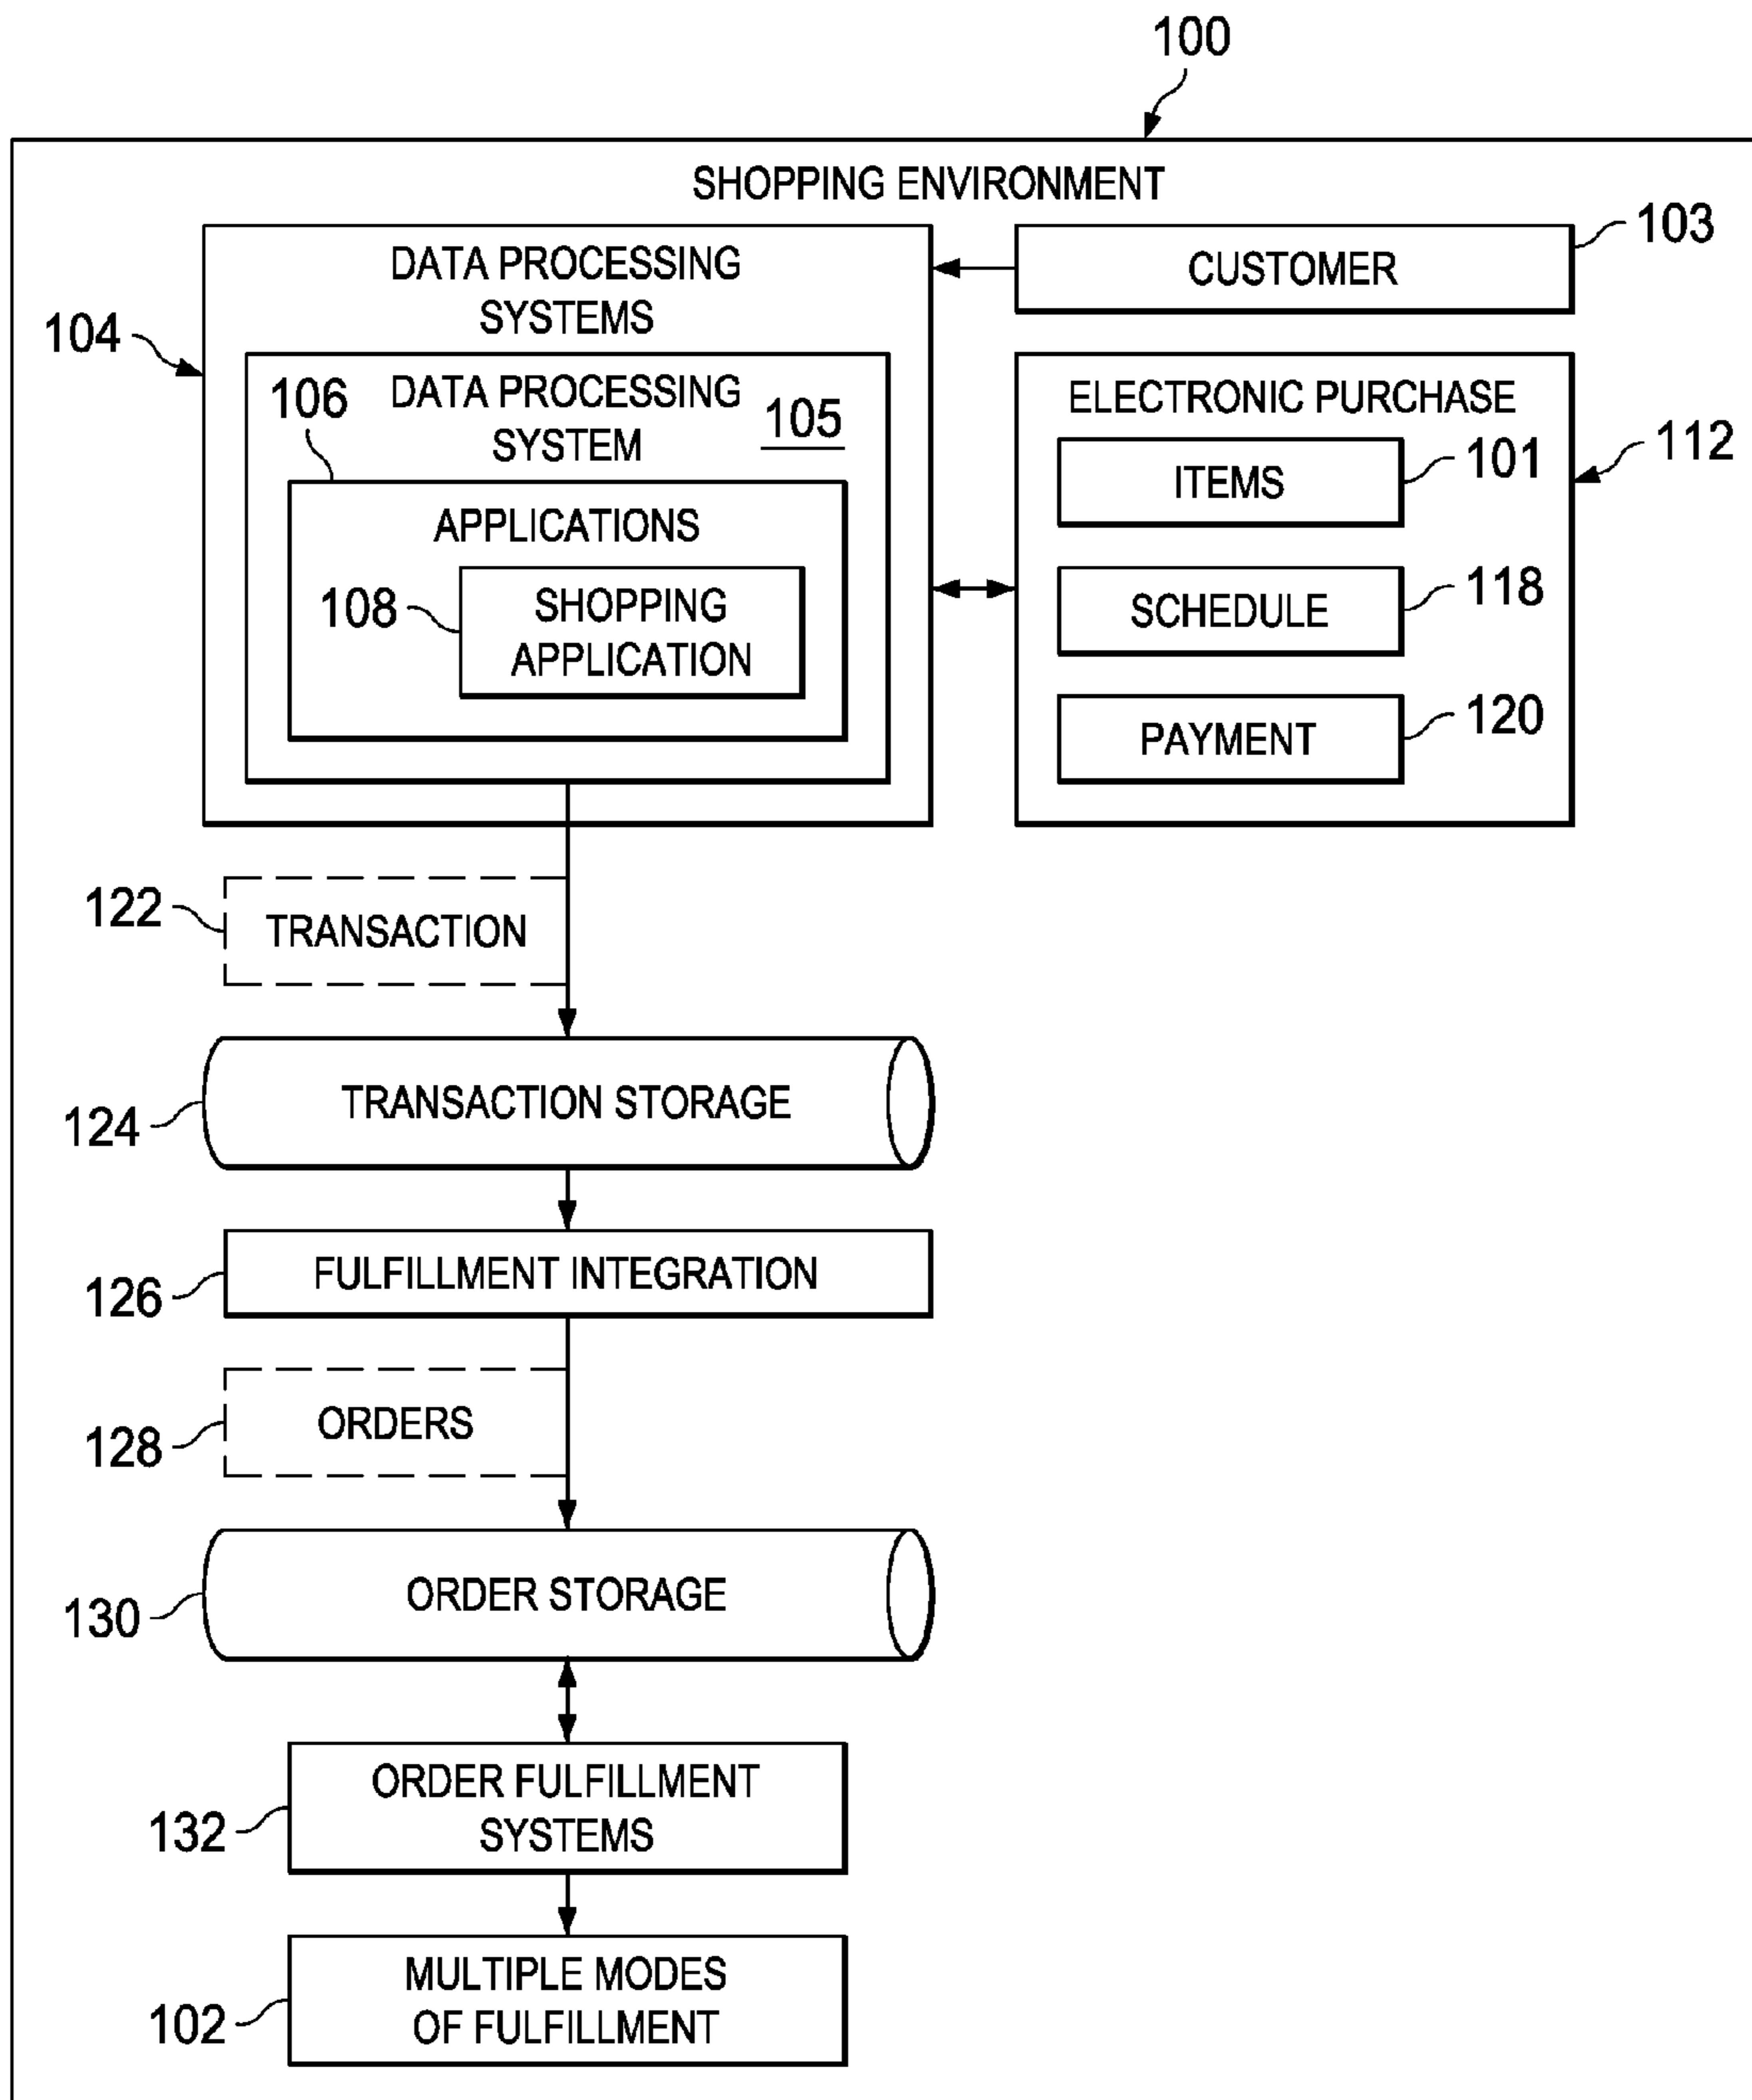 100
SHOPPING ENVIRONMENT
DATA PROCESSING
SYSTEMS
104
DATA PROCESSING
SYSTEM
105
106
APPLICATIONS
108
SHOPPING
APPLICATION
CUSTOMER
103
ELECTRONIC PURCHASE
112
ITEMS
101
SCHEDULE
118
PAYMENT
120
122
TRANSACTION
TRANSACTION STORAGE
124
FULFILLMENT INTEGRATION
126
ORDERS
128
ORDER STORAGE
130
ORDER FULFILLMENT
SYSTEMS
132
MULTIPLE MODES
OF FULFILLMENT
102